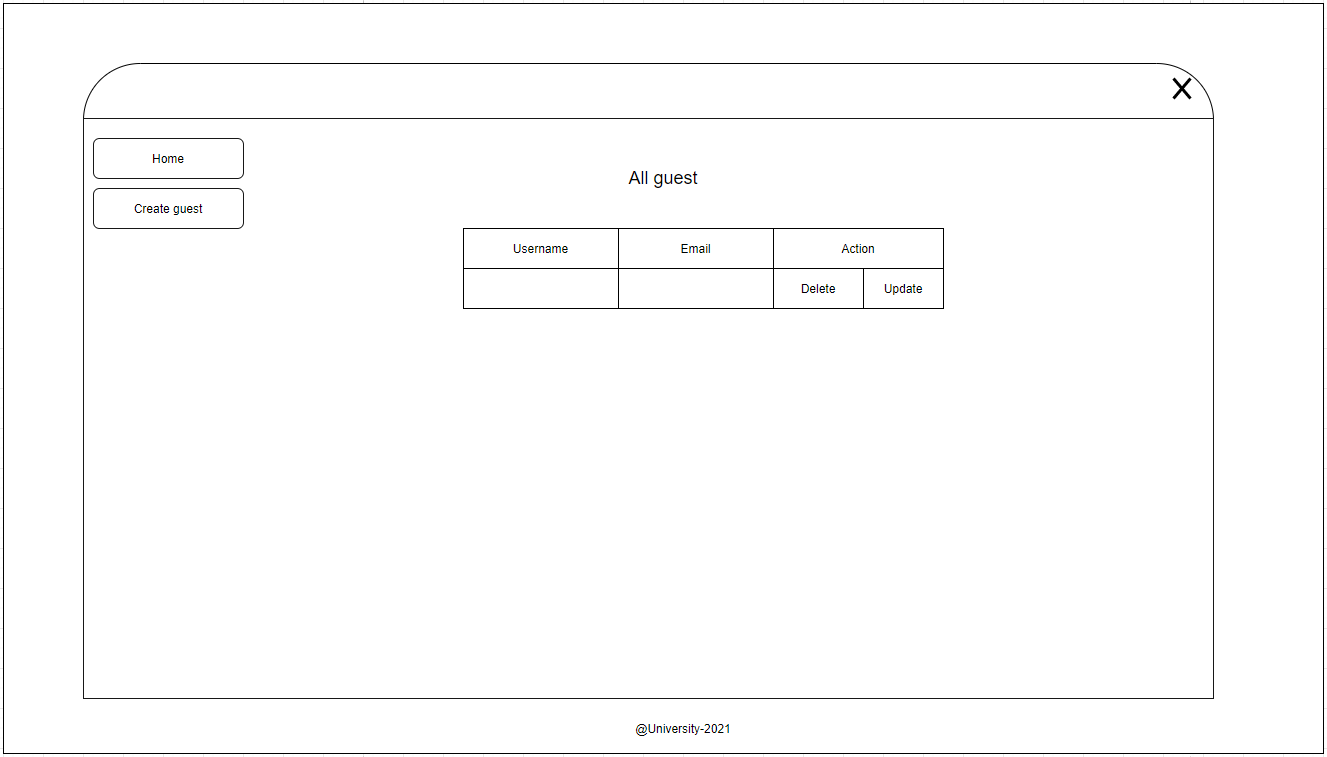 Home
Create guest
All guest
Username Email Action
Delete Update
@University-2021